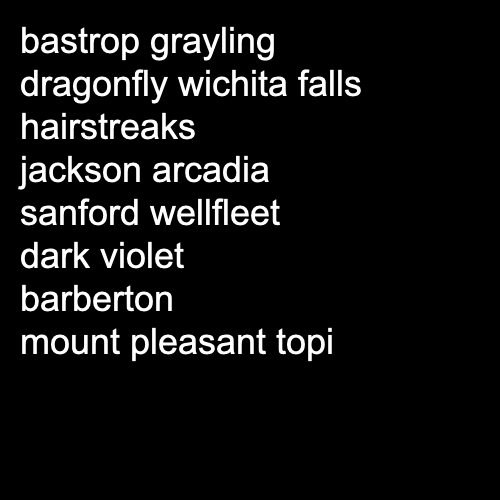 bastrop grayling
dragonfly wichita falls
hairstreaks
jackson arcadia
sanford wellfleet
dark violet
barberton
mount pleasant topi